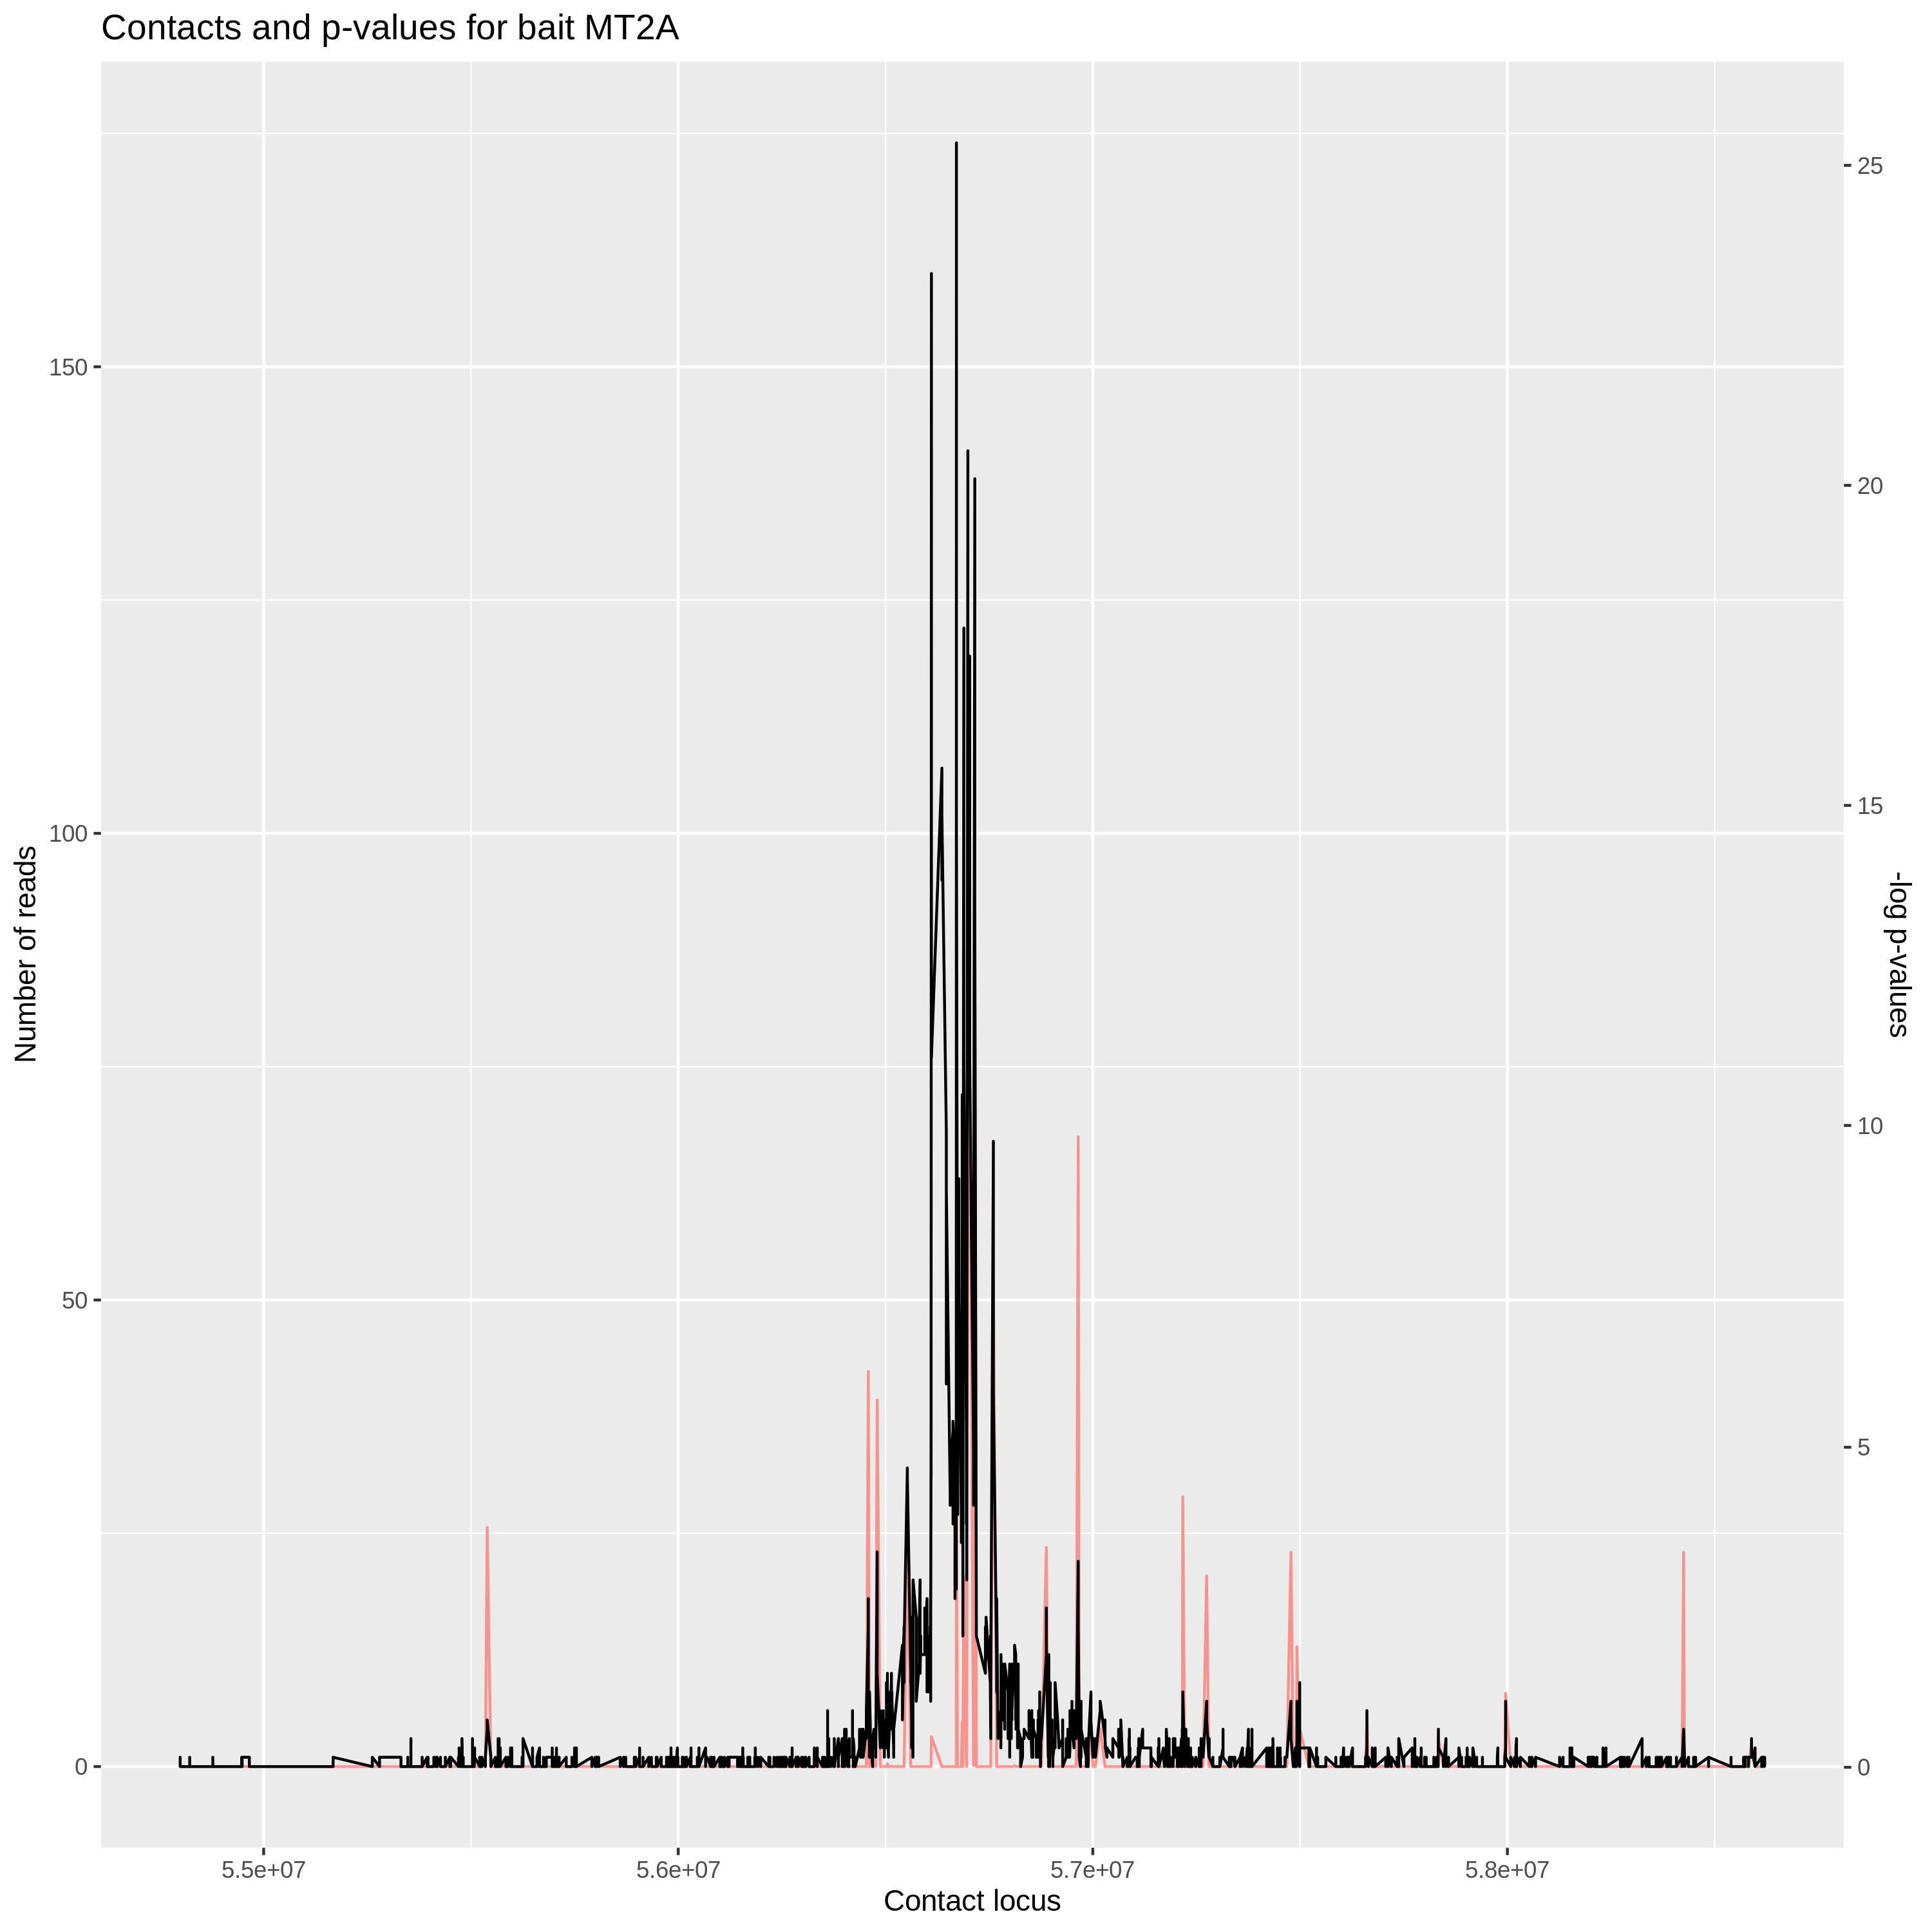 Contacts and p-values for bait MT2A
Number of reads
150
100
50
0
25
20
15
10
5
0
-log p-values
5.5e+07
5.6e+07
5.7e+07
5.8e+07
Contact locus